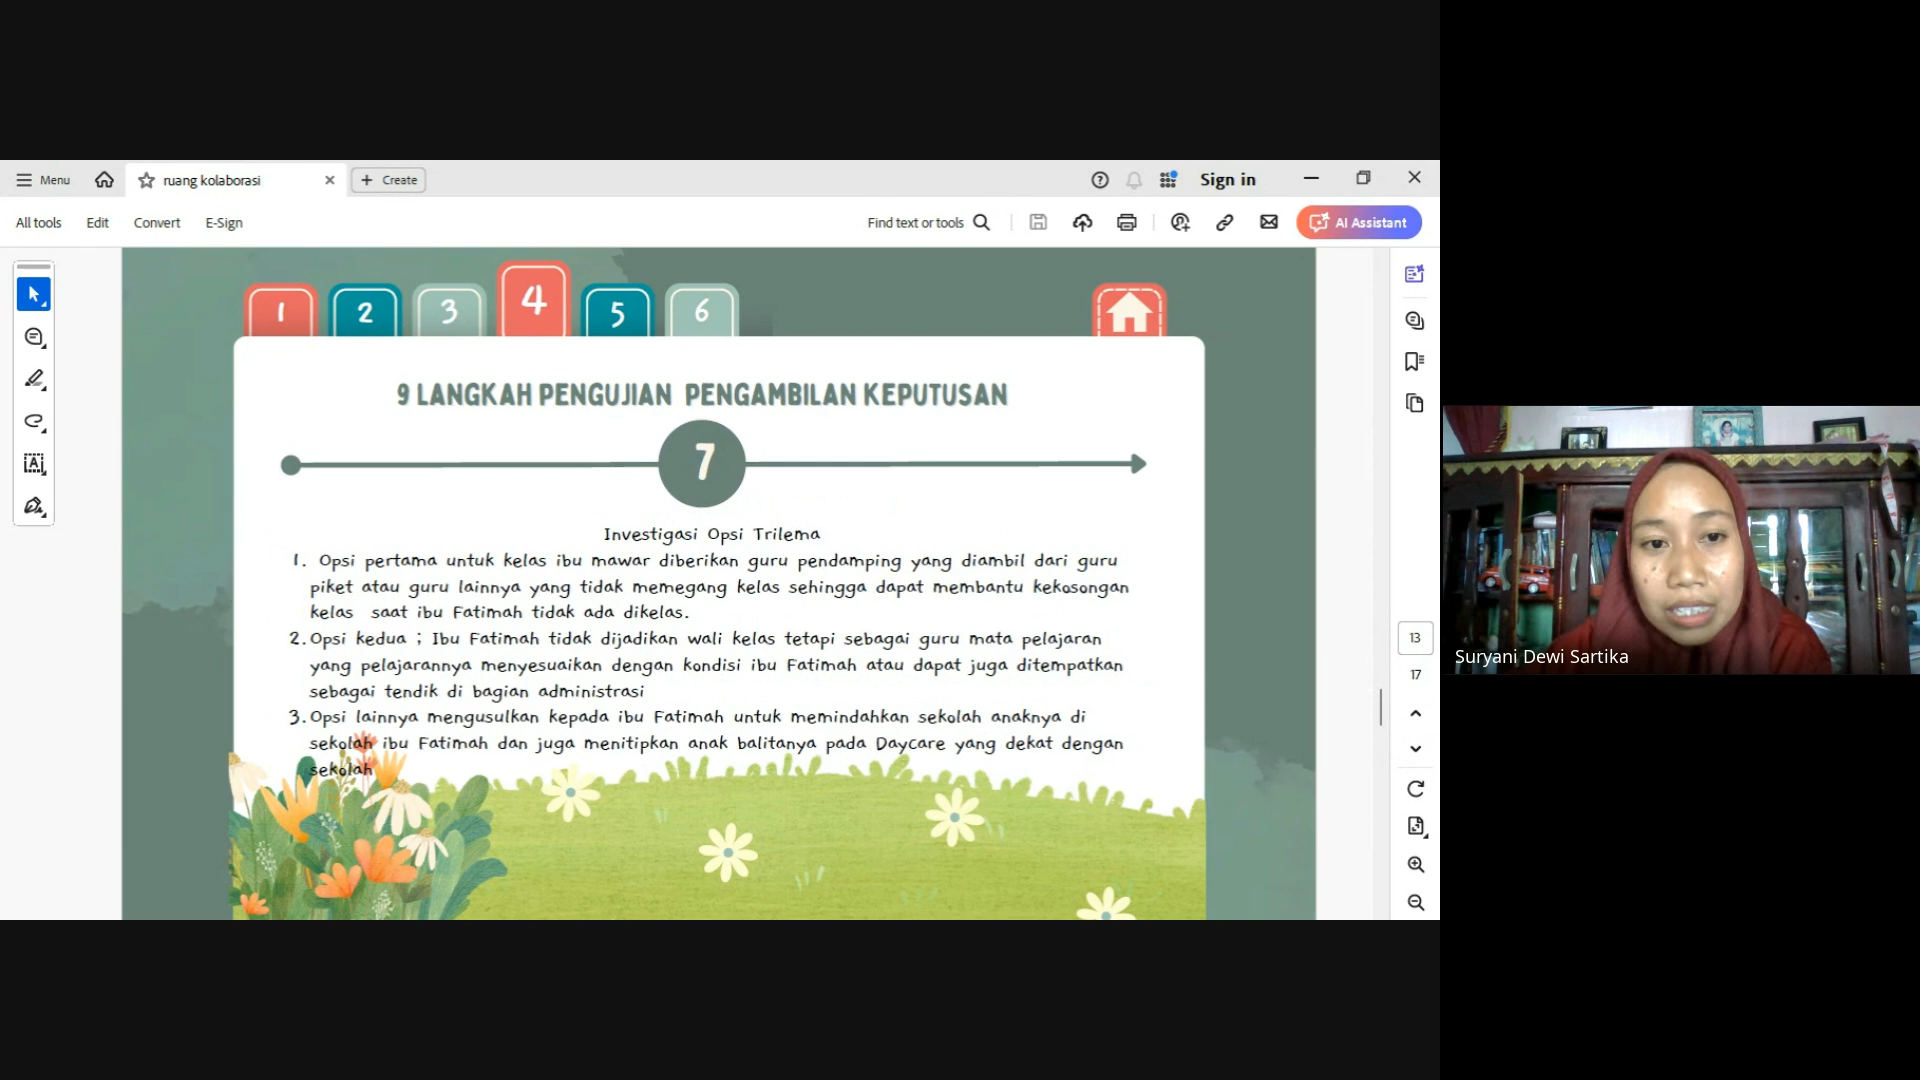 Menu
ruang kolaborasi
Create
Sign in
All tools
Edit
Convert
E-Sign
Find text or tools
AI Assistant
1
2
3
4
5
6
9 LANGKAH PENGUJIAN PENGAMBILAN KEPUTUSAN
7
Investigasi Opsi Trilema
1. Opsi pertama untuk kelas ibu mawar diberikan guru pendamping yang diambil dari guru
piket atau guru lainnya yang tidak memegang kelas sehingga dapat membantu kekosongan
kelas saat ibu Fatimah tidak ada dikelas.
2. Opsi kedua ; Ibu Fatimah tidak dijadikan wali kelas tetapi sebagai guru mata pelajaran
yang pelajarannya menyesuaikan dengan kondisi ibu Fatimah atau dapat juga ditempatkan
sebagai tendik di bagian administrasi
3. Opsi lainnya mengusulkan kepada ibu Fatimah untuk memindahkan sekolah anaknya di
sekolah ibu Fatimah dan juga menitipkan anak balitanya pada Daycare yang dekat dengan
sekolah
13
17
Suryani Dewi Sartika